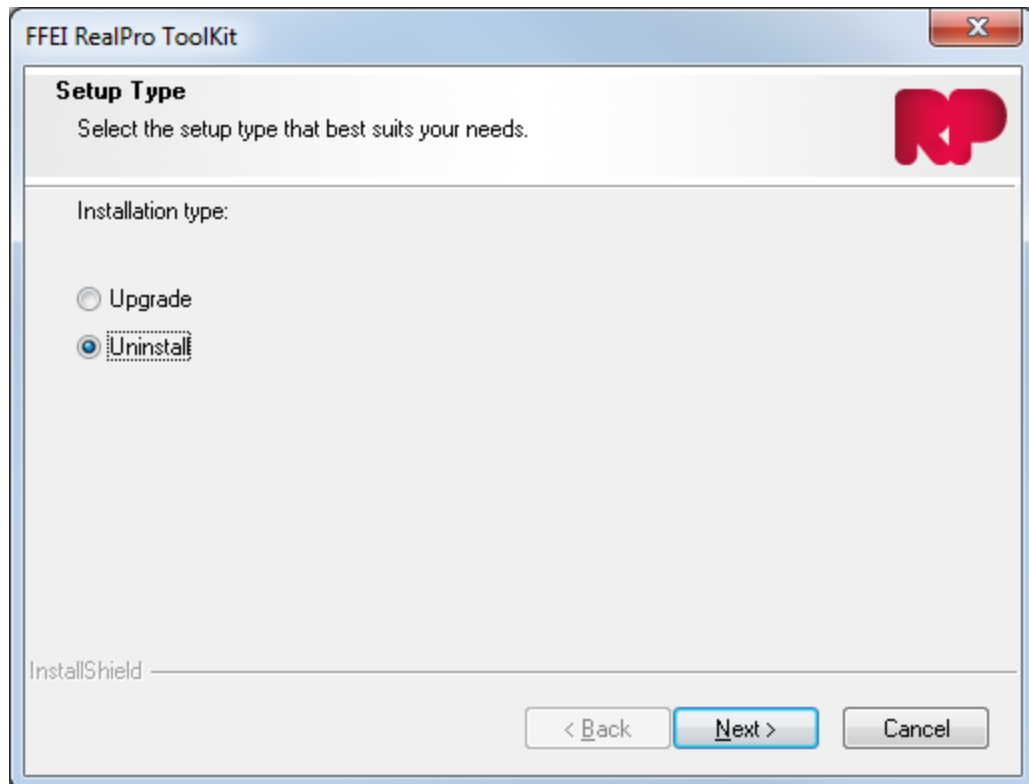 FFEI RealPro ToolKit
X
Setup Type
Select the setup type that best suits your needs.
RP
Installation type:
Upgrade
Uninstall
InstallShield
< Back
Next >
Cancel